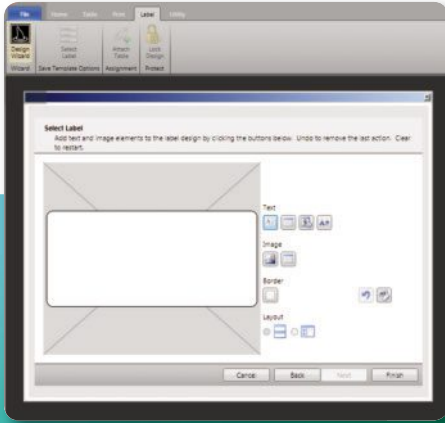 File Home Table Print Label Utility
Design Wizard
Select Label
Attach Table
Lock Design
Wizard Save Template Options Assignment Protect
Select Label
Add text and image elements to the label design by clicking the buttons below. Undo to remove the last action. Clear
to restart.
Text
Image
Border
Layout
Cancel Back Next Finish